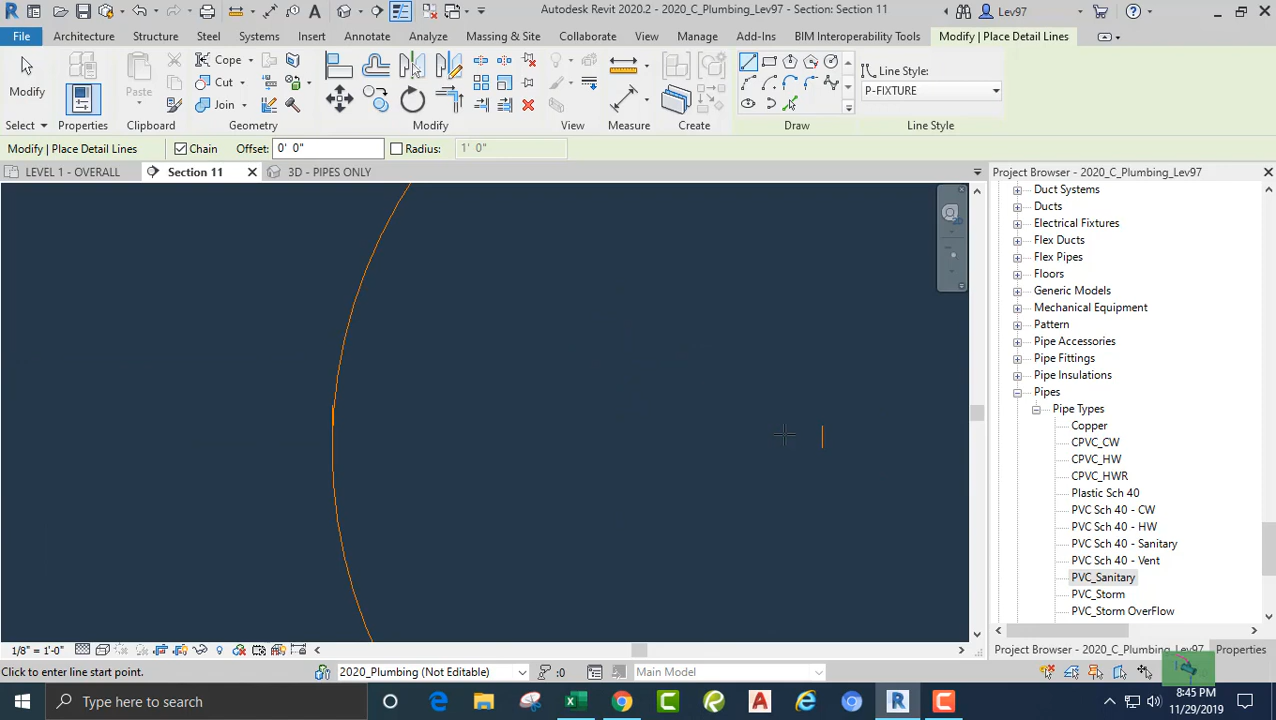 Autodesk Revit 2020.2 - 2020_C_Plumbing_Lev97 - Section: Section 11
Lev97
File
Architecture
Structure
Steel
Systems
Insert
Annotate
Analyze
Massing & Site
Collaborate
View
Manage
Add-Ins
BIM Interoperability Tools
Modify | Place Detail Lines
Modify
Paste
Cope
Cut
Join
Line Style:
P-FIXTURE
Select
Properties
Clipboard
Geometry
Modify
View
Measure
Create
Draw
Line Style
Modify | Place Detail Lines
Chain
Offset:
0' 0"
Radius:
1' 0"
LEVEL 1 - OVERALL
Section 11
3D - PIPES ONLY
Project Browser - 2020_C_Plumbing_Lev97
Duct Systems
Ducts
Electrical Fixtures
Flex Ducts
Flex Pipes
Floors
Generic Models
Mechanical Equipment
Pattern
Pipe Accessories
Pipe Fittings
Pipe Insulations
Pipes
Pipe Types
Copper
CPVC_CW
CPVC_HW
CPVC_HWR
Plastic Sch 40
PVC Sch 40 - CW
PVC Sch 40 - HW
PVC Sch 40 - Sanitary
PVC Sch 40 - Vent
PVC_Sanitary
PVC_Storm
PVC_Storm OverFlow
1/8" = 1'-0"
Project Browser - 2020_C_Plumbing_Lev97
Properties
Click to enter line start point.
2020_Plumbing (Not Editable)
:0
Main Model
Type here to search
8:45 PM
11/29/2019